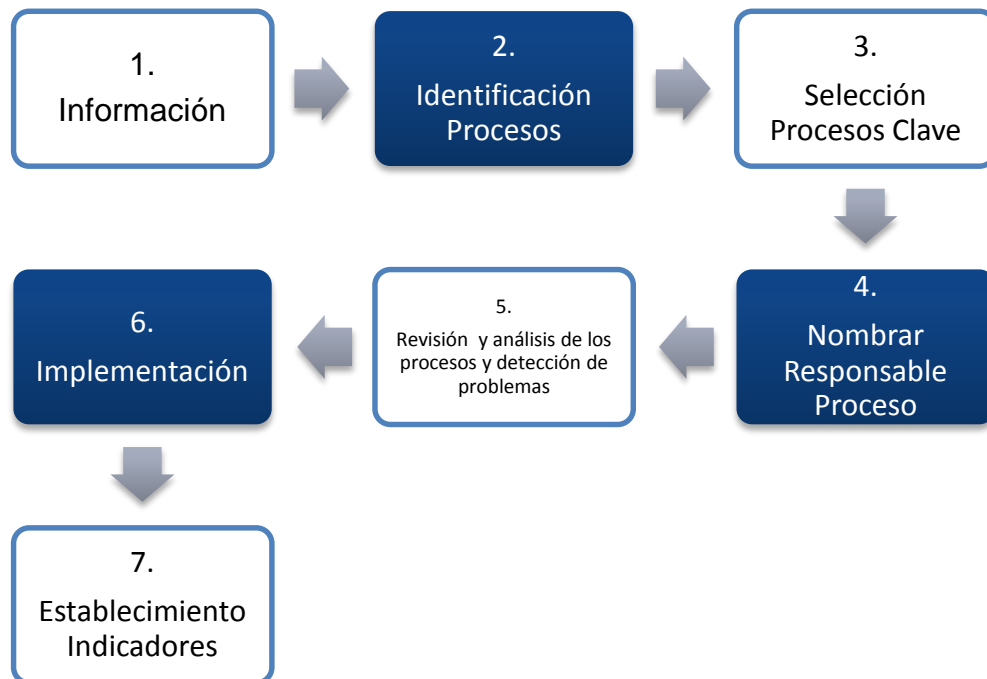 1.
Información
2.
Identificación
Procesos
3.
Selección
Procesos Clave
4.
Nombrar
Responsable
Proceso
5.
Revisión y análisis de los
procesos y detección de
problemas
6.
Implementación
7.
Establecimiento
Indicadores